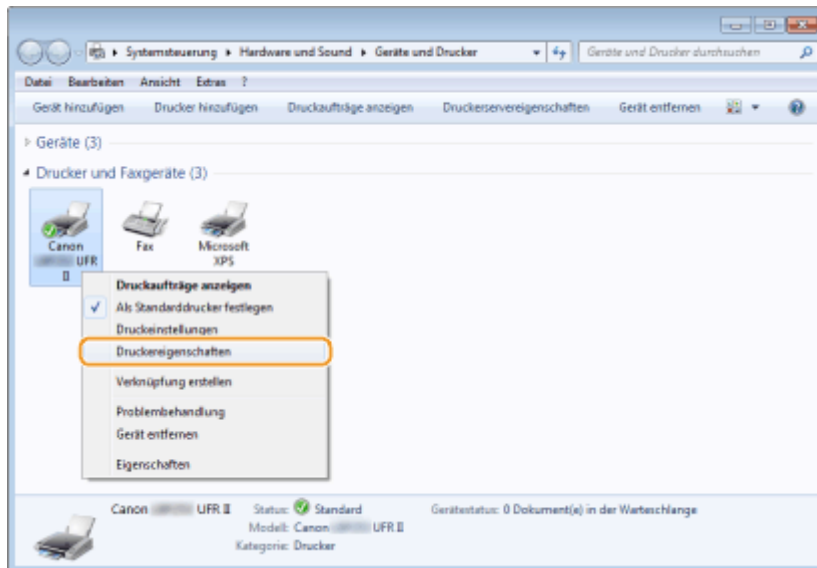 Systemsteuerung ▸ Hardware und Sound ▸ Geräte und Drucker
Geräte und Drucker durchsuchen
Datei Bearbeiten Ansicht Extras ?
Gerät hinzufügen Drucker hinzufügen Druckaufträge anzeigen Druckerservereigenschaften Gerät entfernen
Geräte (3)
Drucker und Faxgeräte (3)
Canon
UFR
II
Fax
Microsoft
XPS
Druckaufträge anzeigen
Als Standarddrucker festlegen
Druckeinstellungen
Druckereigenschaften
Verknüpfung erstellen
Problembehandlung
Gerät entfernen
Eigenschaften
Canon UFR II Status: Standard Gerätestatus: 0 Dokument(e) in der Warteschlange
Modell: Canon UFR II
Kategorie: Drucker